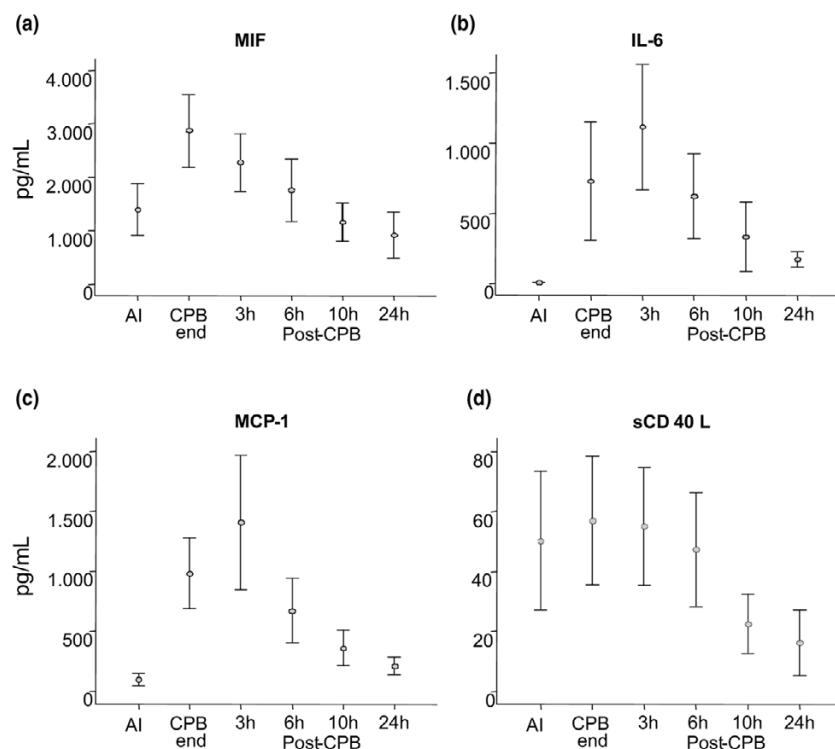 (a)
MIF
4.000
3.000
2.000
1.000
0
pg/mL
AI
CPB
end
3h
6h
10h
24h
Post-CPB
(b)
IL-6
1.500
1.000
500
0
AI
CPB
end
3h
6h
10h
24h
Post-CPB
(c)
MCP-1
2.000
1.500
1.000
500
0
pg/mL
AI
CPB
end
3h
6h
10h
24h
Post-CPB
(d)
sCD 40 L
80
60
40
20
0
AI
CPB
end
3h
6h
10h
24h
Post-CPB